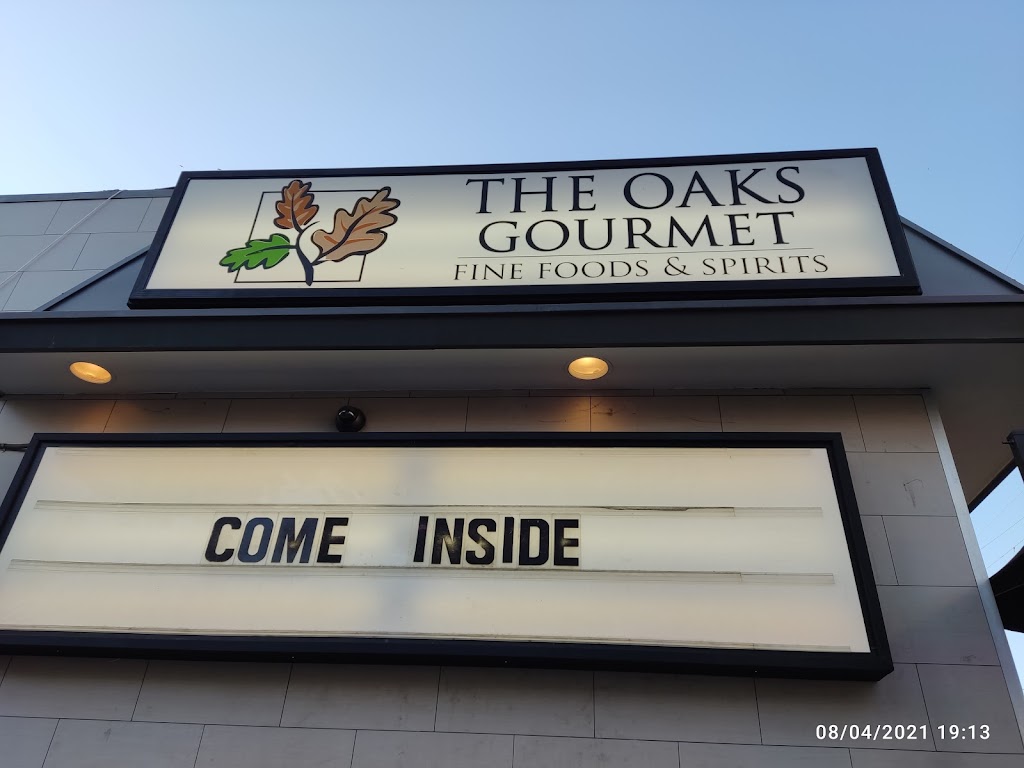 THE OAKS
GOURMET
FINE FOODS & SPIRITS
COME INSIDE
08/04/2021 19:13